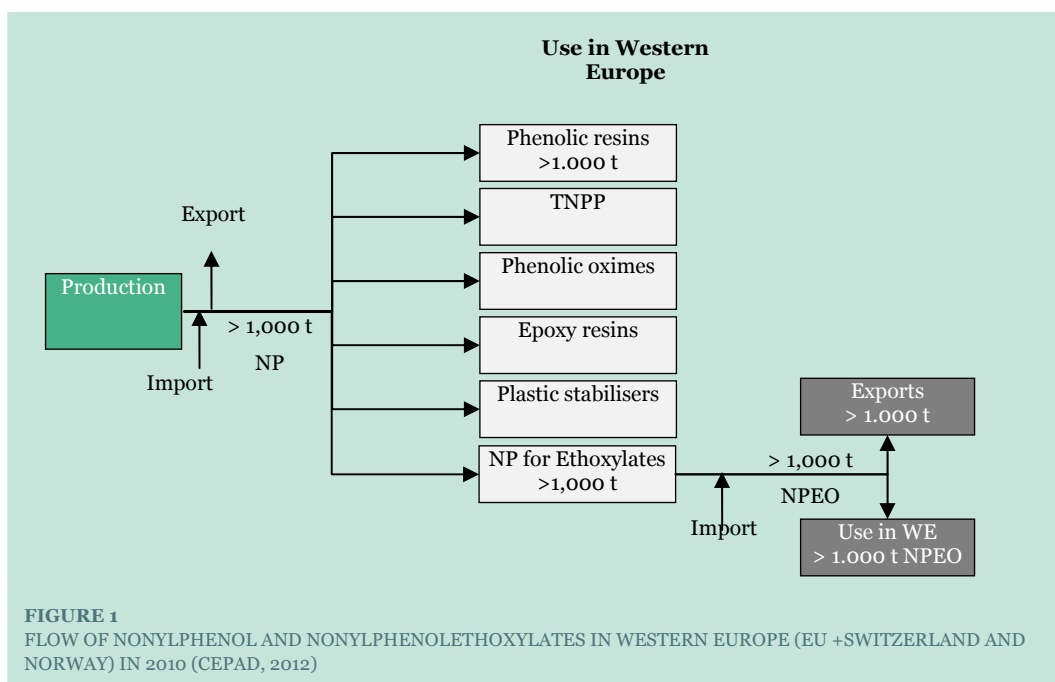 Use in Western
Europe
Phenolic resins
>1.000 t
TNPP
Export
Phenolic oximes
Production
> 1,000 t
NP
Import
Epoxy resins
Plastic stabilisers
Exports
> 1.000 t
NP for Ethoxylates
>1,000 t
> 1,000 t
NPEO
Import
Use in WE
> 1.000 t NPEO
FIGURE 1
FLOW OF NONYLPHENOL AND NONYLPHENOLETHOXYLATES IN WESTERN EUROPE (EU +SWITZERLAND AND
NORWAY) IN 2010 (CEPAD, 2012)